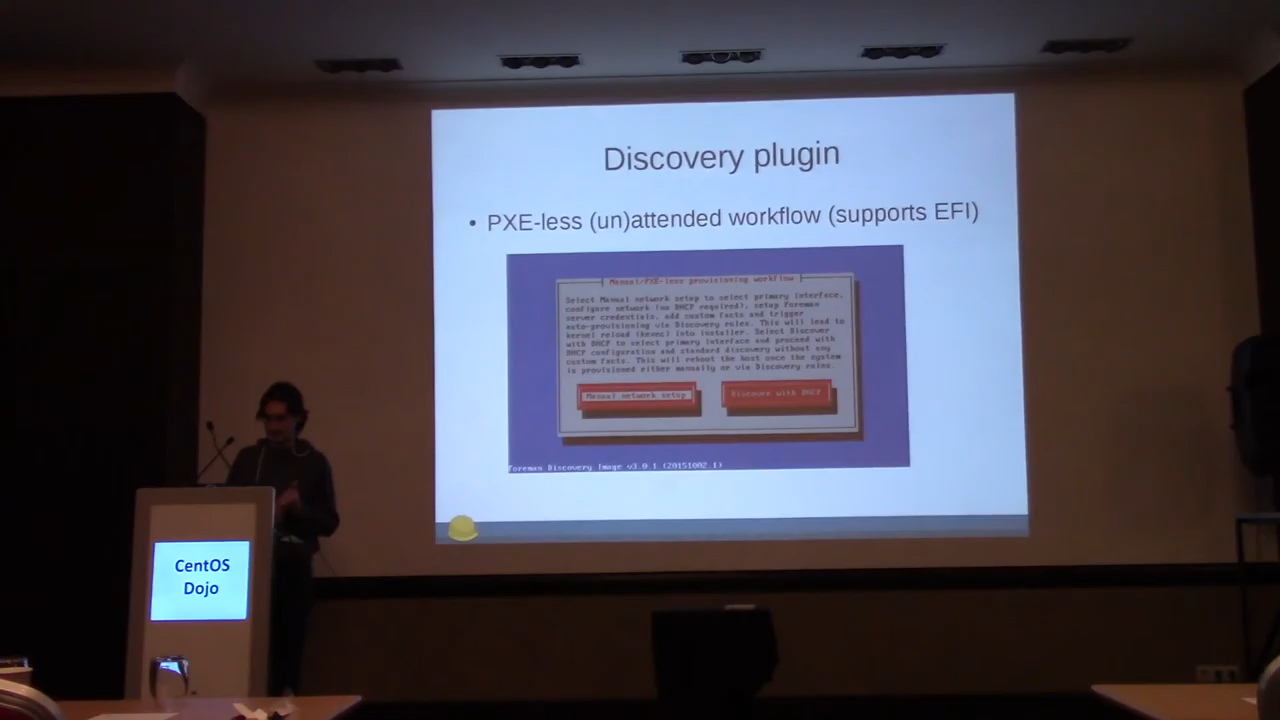 Discovery plugin
• PXE-less (un)attended workflow (supports EFI)
Manual/PXE-less provisioning workflow
Select Manual network setup to select primary interface,
configure network (no DHCP required), setup Foreman
server credentials, add custom facts and trigger
auto-provisioning via Discovery rules. This will lead to
kernel reload (kexec) into installer. Select Discover
with DHCP to select primary interface and proceed with
DHCP configuration and standard discovery without any
custom facts. This will reboot the host once the system
is provisioned either manually or via Discovery rules.
Manual network setup
Discover with DHCP
Foreman Discovery Image v3.0.1 (20151002.1)
CentOS
Dojo